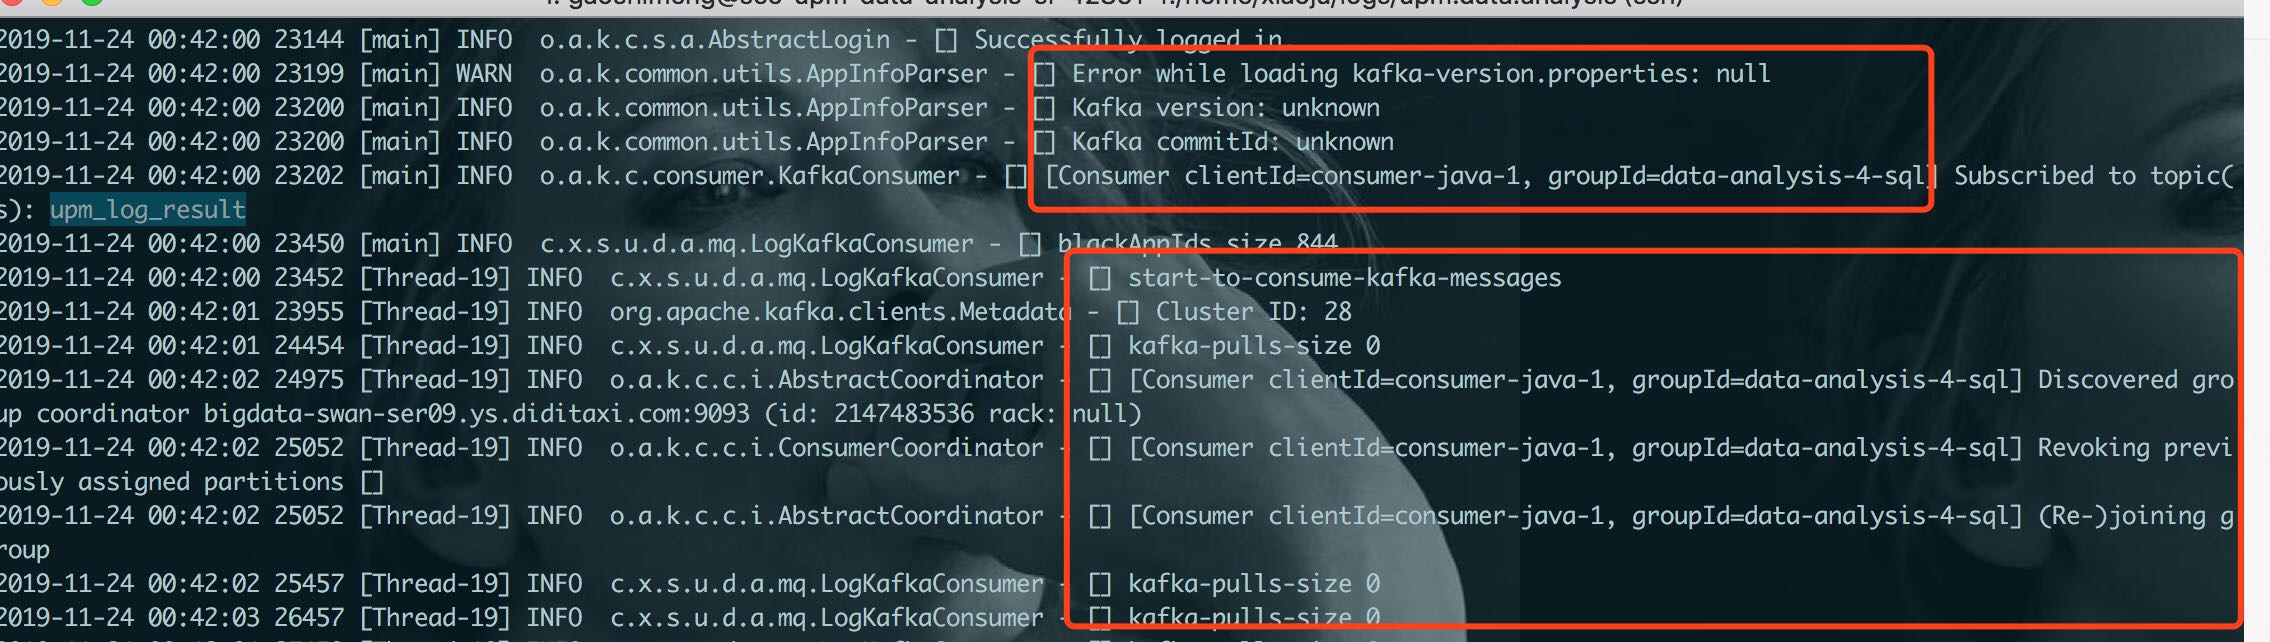 2019-11-24 00:42:00 23144 [main] INFO  o.a.k.c.s.a.AbstractLogin - [] Successfully logged in.
2019-11-24 00:42:00 23199 [main] WARN  o.a.k.common.utils.AppInfoParser - [] Error while loading kafka-version.properties: null
2019-11-24 00:42:00 23200 [main] INFO  o.a.k.common.utils.AppInfoParser - [] Kafka version: unknown
2019-11-24 00:42:00 23200 [main] INFO  o.a.k.common.utils.AppInfoParser - [] Kafka commitId: unknown
2019-11-24 00:42:00 23202 [main] INFO  o.a.k.c.consumer.KafkaConsumer - [] [Consumer clientId=consumer-java-1, groupId=data-analysis-4-sql] Subscribed to topic(
s): upm_log_result
2019-11-24 00:42:00 23450 [main] INFO  c.x.s.u.d.a.mq.LogKafkaConsumer - [] blackAppIds size 844
2019-11-24 00:42:00 23452 [Thread-19] INFO  c.x.s.u.d.a.mq.LogKafkaConsumer - [] start-to-consume-kafka-messages
2019-11-24 00:42:01 23955 [Thread-19] INFO  org.apache.kafka.clients.Metadata - [] Cluster ID: 28
2019-11-24 00:42:01 24454 [Thread-19] INFO  c.x.s.u.d.a.mq.LogKafkaConsumer - [] kafka-pulls-size 0
2019-11-24 00:42:02 24975 [Thread-19] INFO  o.a.k.c.c.i.AbstractCoordinator - [] [Consumer clientId=consumer-java-1, groupId=data-analysis-4-sql] Discovered gro
up coordinator bigdata-swan-ser09.ys.diditaxi.com:9093 (id: 2147483536 rack: null)
2019-11-24 00:42:02 25052 [Thread-19] INFO  o.a.k.c.c.i.ConsumerCoordinator - [] [Consumer clientId=consumer-java-1, groupId=data-analysis-4-sql] Revoking previ
ously assigned partitions []
2019-11-24 00:42:02 25052 [Thread-19] INFO  o.a.k.c.c.i.AbstractCoordinator - [] [Consumer clientId=consumer-java-1, groupId=data-analysis-4-sql] (Re-)joining g
roup
2019-11-24 00:42:02 25457 [Thread-19] INFO  c.x.s.u.d.a.mq.LogKafkaConsumer - [] kafka-pulls-size 0
2019-11-24 00:42:03 26457 [Thread-19] INFO  c.x.s.u.d.a.mq.LogKafkaConsumer - [] kafka-pulls-size 0